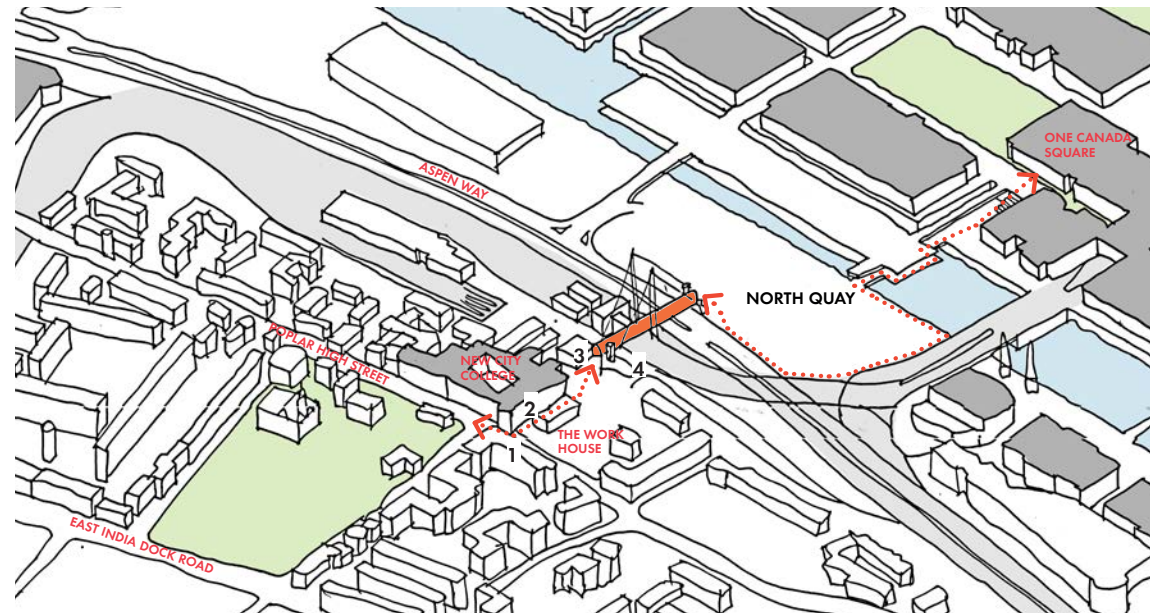 ONE CANADA
SQUARE
ASPEN WAY
NORTH QUAY
POPLAR HIGH STREET
NEW CITY
COLLEGE
3
4
2
1
THE WORK
HOUSE
EAST INDIA DOCK ROAD